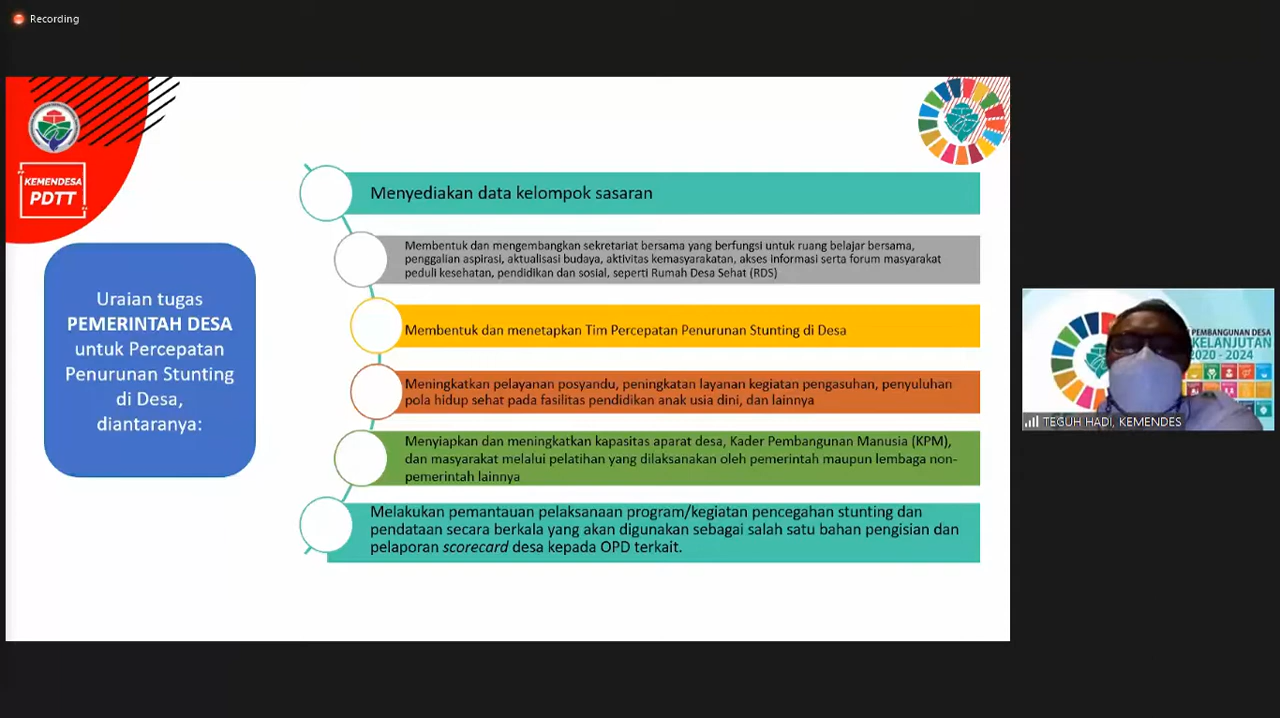 Recording
KEMENDESA
PDTT
Uraian tugas
PEMERINTAH DESA
untuk Percepatan
Penurunan Stunting
di Desa,
diantaranya:
Menyediakan data kelompok sasaran
Membentuk dan mengembangkan sekretariat bersama yang berfungsi untuk ruang belajar bersama,
penggalian aspirasi, aktualisasi budaya, aktivitas kemasyarakatan, akses informasi serta forum masyarakat
peduli kesehatan, pendidikan dan sosial, seperti Rumah Desa Sehat (RDS)
Membentuk dan menetapkan Tim Percepatan Penurunan Stunting di Desa
Meningkatkan pelayanan posyandu, peningkatan layanan kegiatan pengasuhan, penyuluhan
pola hidup sehat pada fasilitas pendidikan anak usia dini, dan lainnya
Menyiapkan dan meningkatkan kapasitas aparat desa, Kader Pembangunan Manusia (KPM),
dan masyarakat melalui pelatihan yang dilaksanakan oleh pemerintah maupun lembaga non-
pemerintah lainnya
Melakukan pemantauan pelaksanaan program/kegiatan pencegahan stunting dan
pendataan secara berkala yang akan digunakan sebagai salah satu bahan pengisian dan
pelaporan scorecard desa kepada OPD terkait.
PEMBANGUNAN DESA
KELANJUTAN
2020 - 2024
TEGUH HADI, KEMENDES